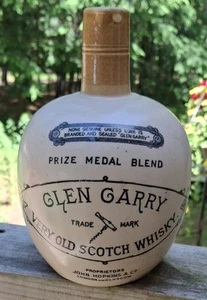 NONE GENUINE UNLESS CORK IS
BRANDED AND SEALED "GLEN GARRY"
PRIZE MEDAL BLEND
GLEN GARRY
TRADE MARK
VERY OLD SCOTCH WHISKY.
PROPRIETORS
JOHN HOPKINS & Co